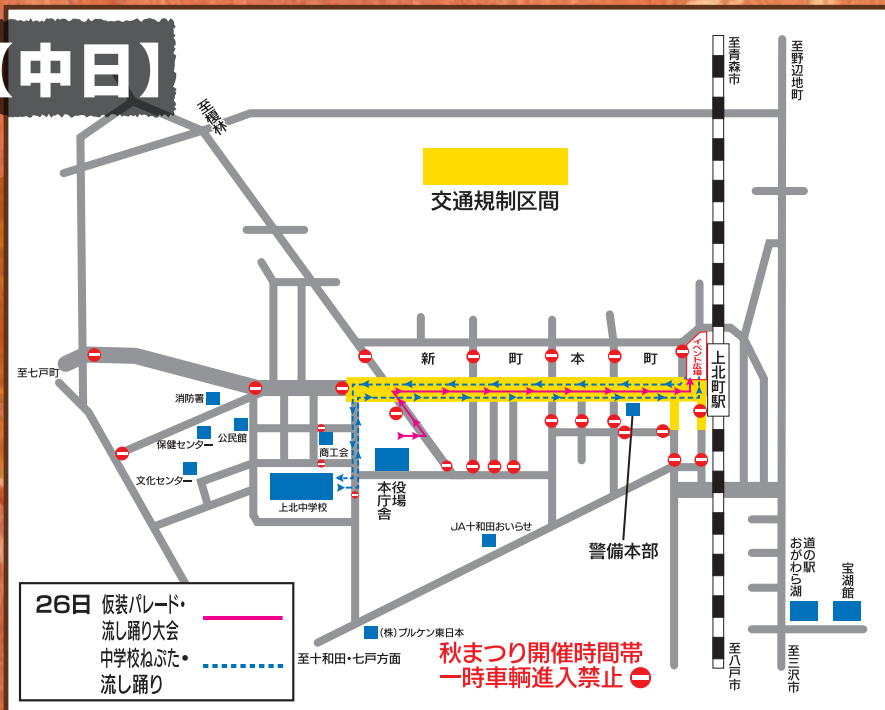 【中日】
至青森市
至野辺地町
至榎林
交通規制区間
新町本町
イベント広場
上北町駅
至七戸町
消防署
保健センター
公民館
文化センター
商工会
上北中学校
役場
本庁舎
JA十和田おいらせ
警備本部
道の駅
おがわら湖
宝湖館
(株)ブルケン東日本
至十和田・七戸方面
秋まつり開催時間帯
一時車輌進入禁止
至八戸市
至三沢市
26日 仮装パレード・
流し踊り大会
中学校ねぶた・
流し踊り